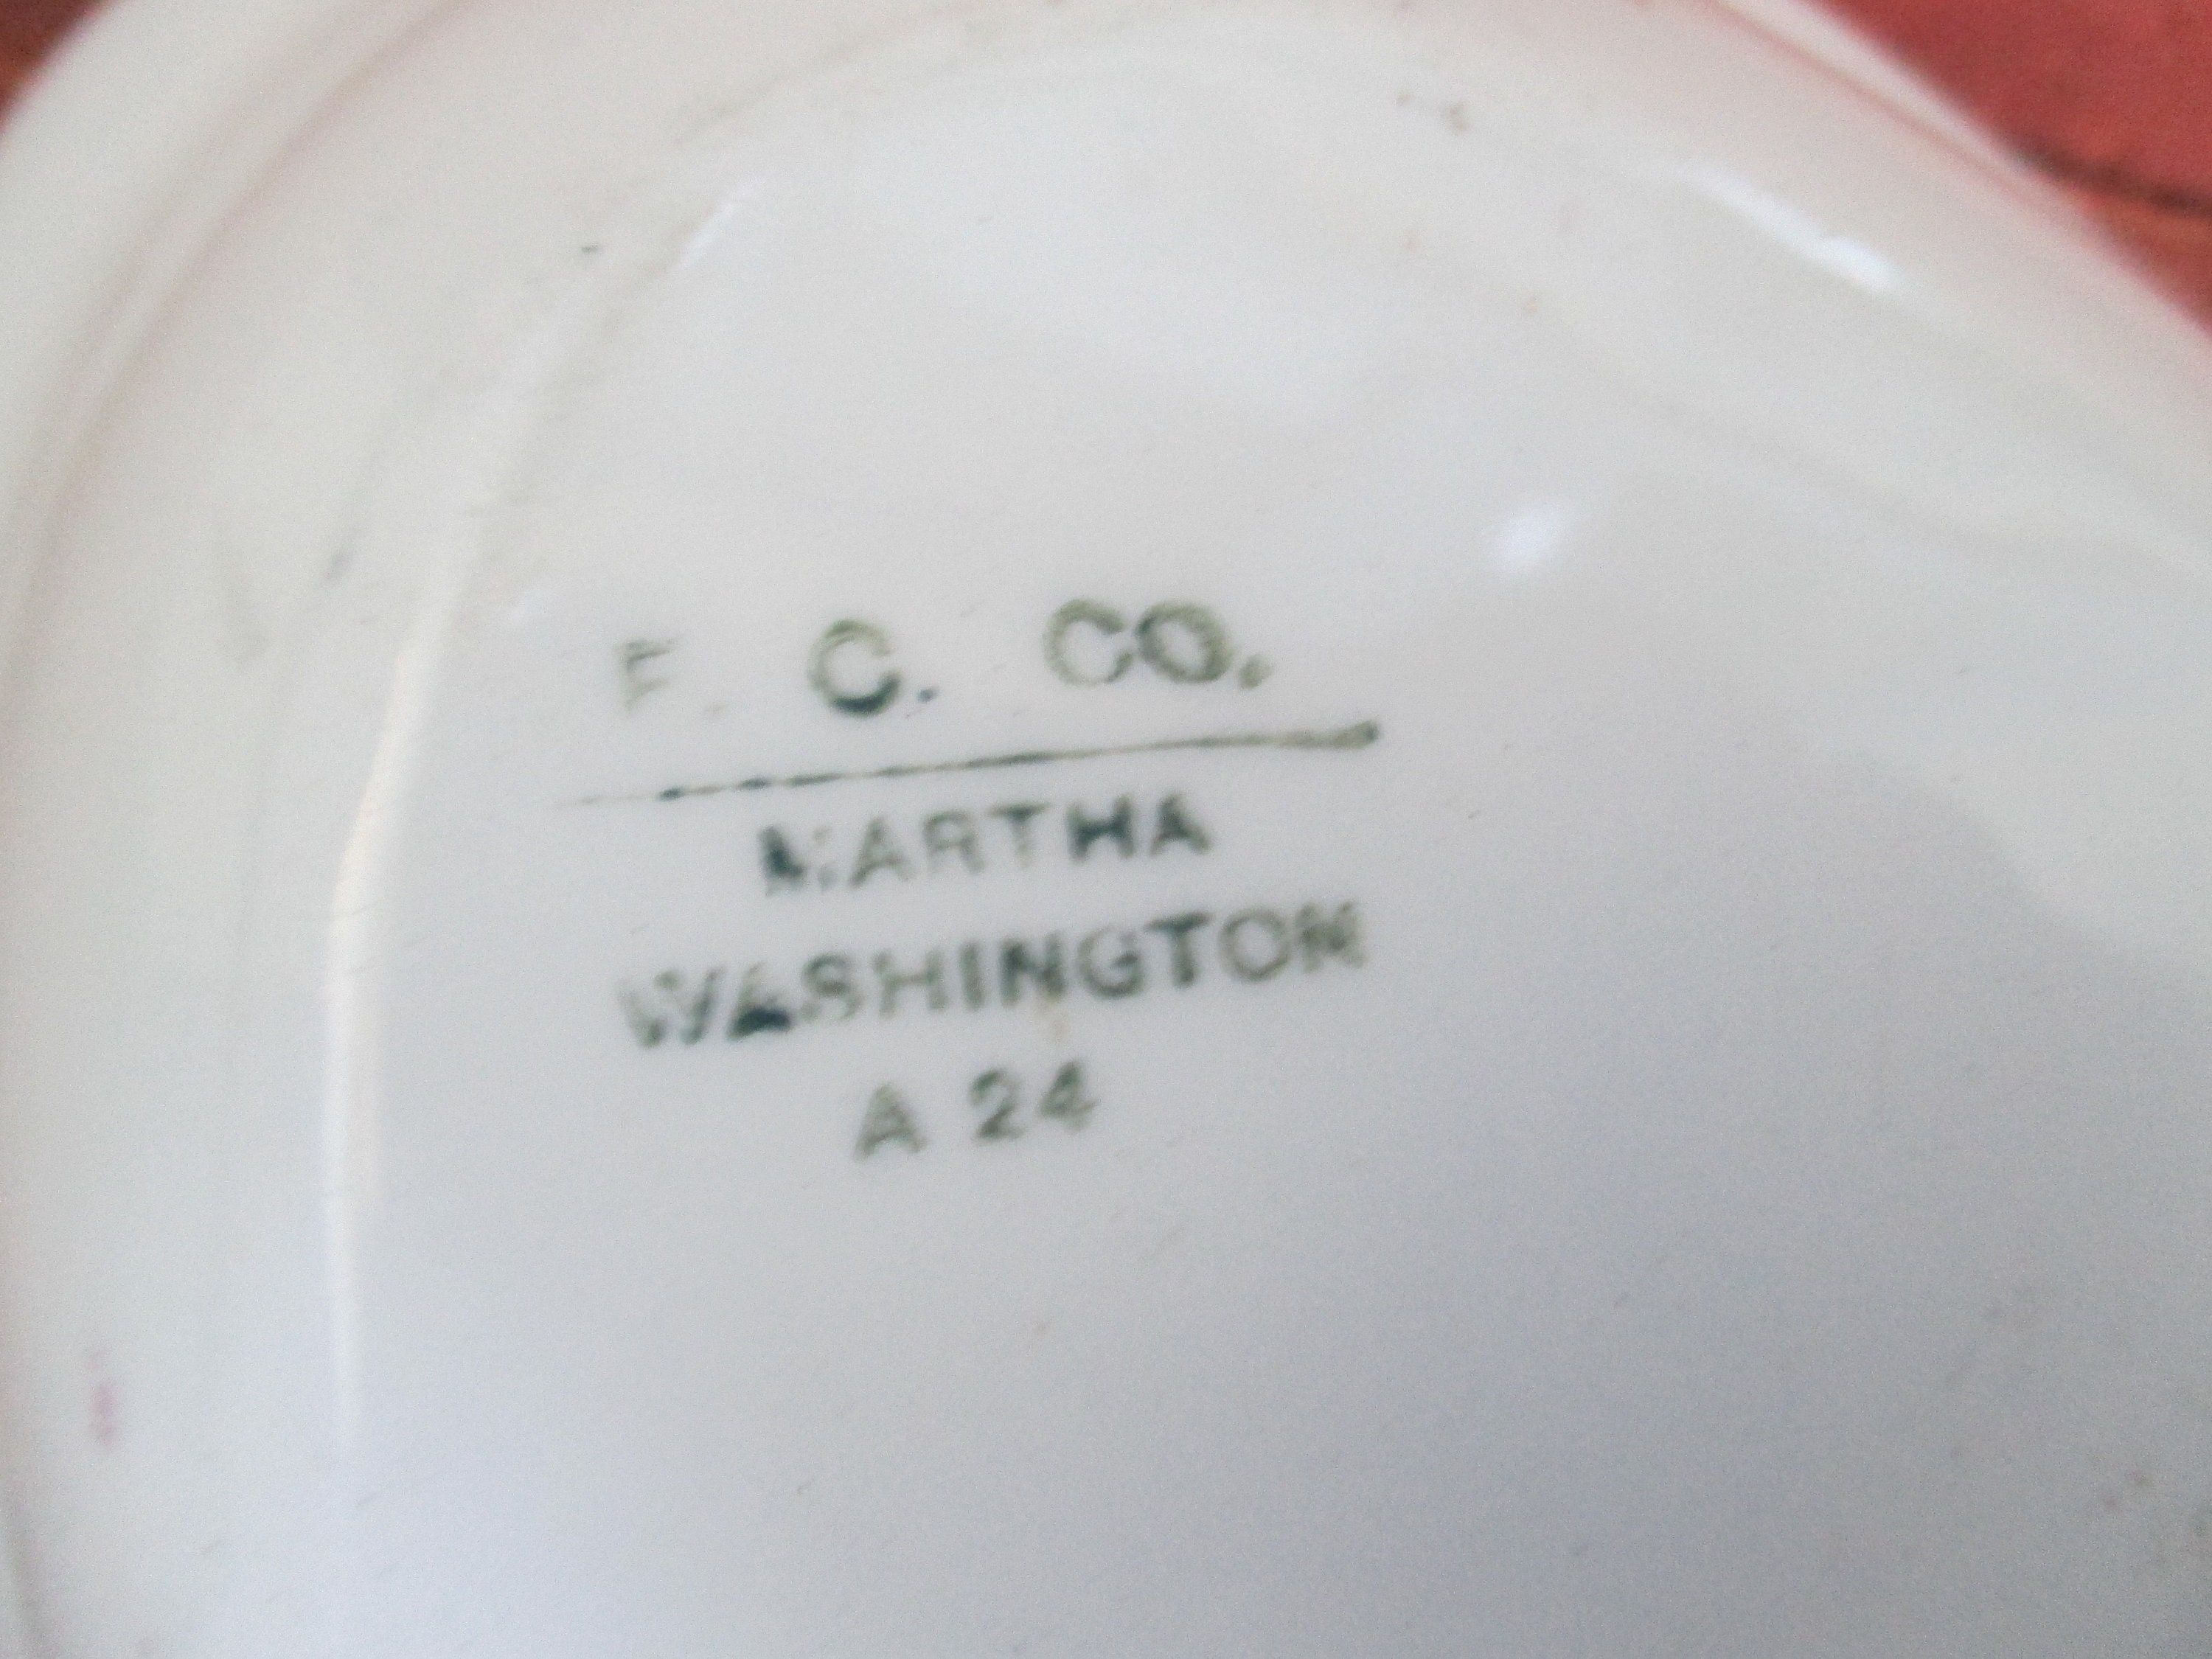 F. C. CO.
MARTHA
WASHINGTON
A 24